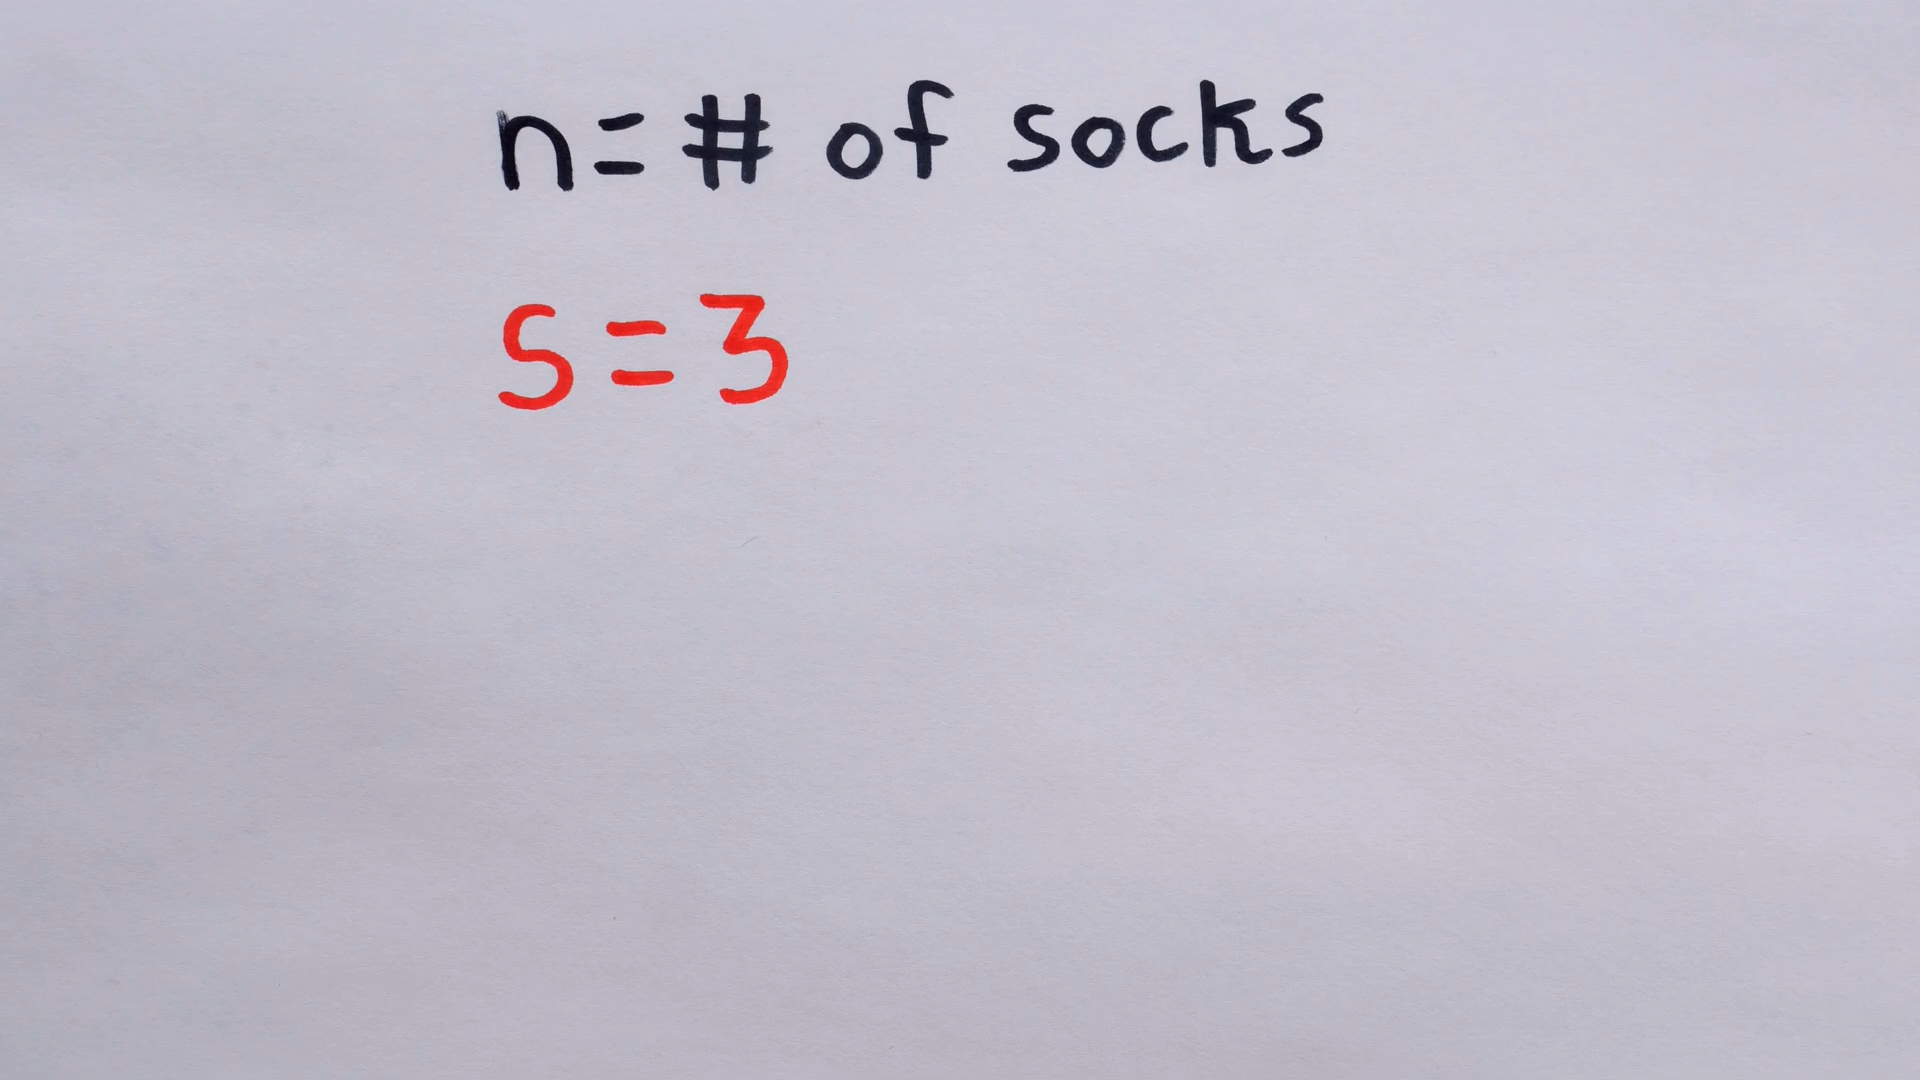 n = # of socks
S = 3